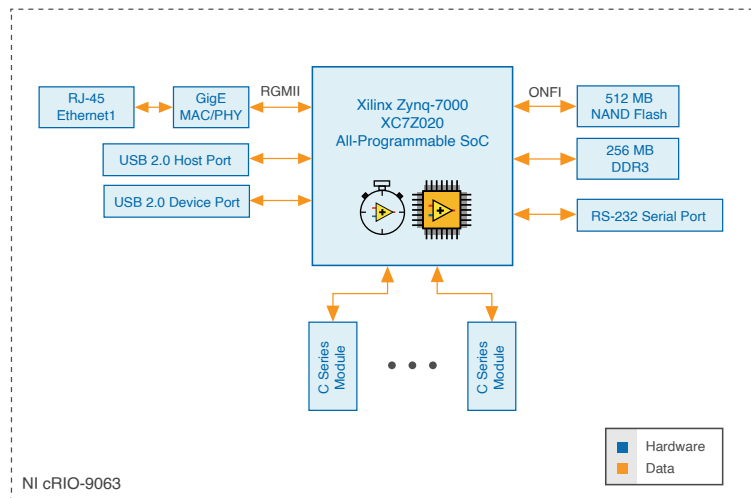 RJ-45
Ethernet1
GigE
MAC/PHY
RGMII
Xilinx Zynq-7000
XC7Z020
All-Programmable SoC
ONFI
512 MB
NAND Flash
USB 2.0 Host Port
256 MB
DDR3
USB 2.0 Device Port
RS-232 Serial Port
C Series
Module
C Series
Module
Hardware
Data
NI cRIO-9063